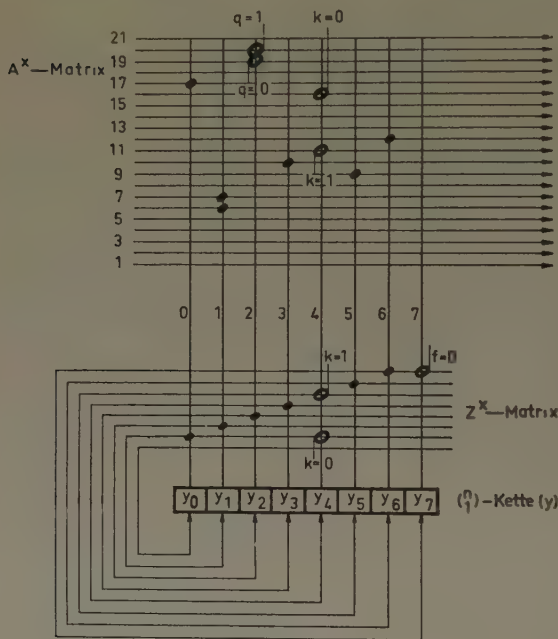 q=1 k=0
21
A^x—Matrix
19
17
q=0
15
13
11
k=1
9
7
5
3
1
0 1 2 3 4 5 6 7
k=1 f=0
Z^x—Matrix
k=0
y0 y1 y2 y3 y4 y5 y6 y7 (n 1)-Kette(y)